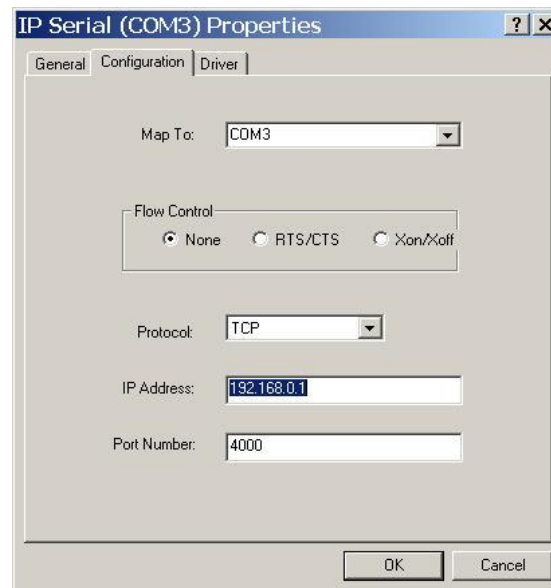 IP Serial (COM3) Properties ? X
General Configuration Driver
Map To: COM3
Flow Control
None RTS/CTS Xon/Xoff
Protocol: TCP
IP Address: 192.168.0.1
Port Number: 4000
OK Cancel